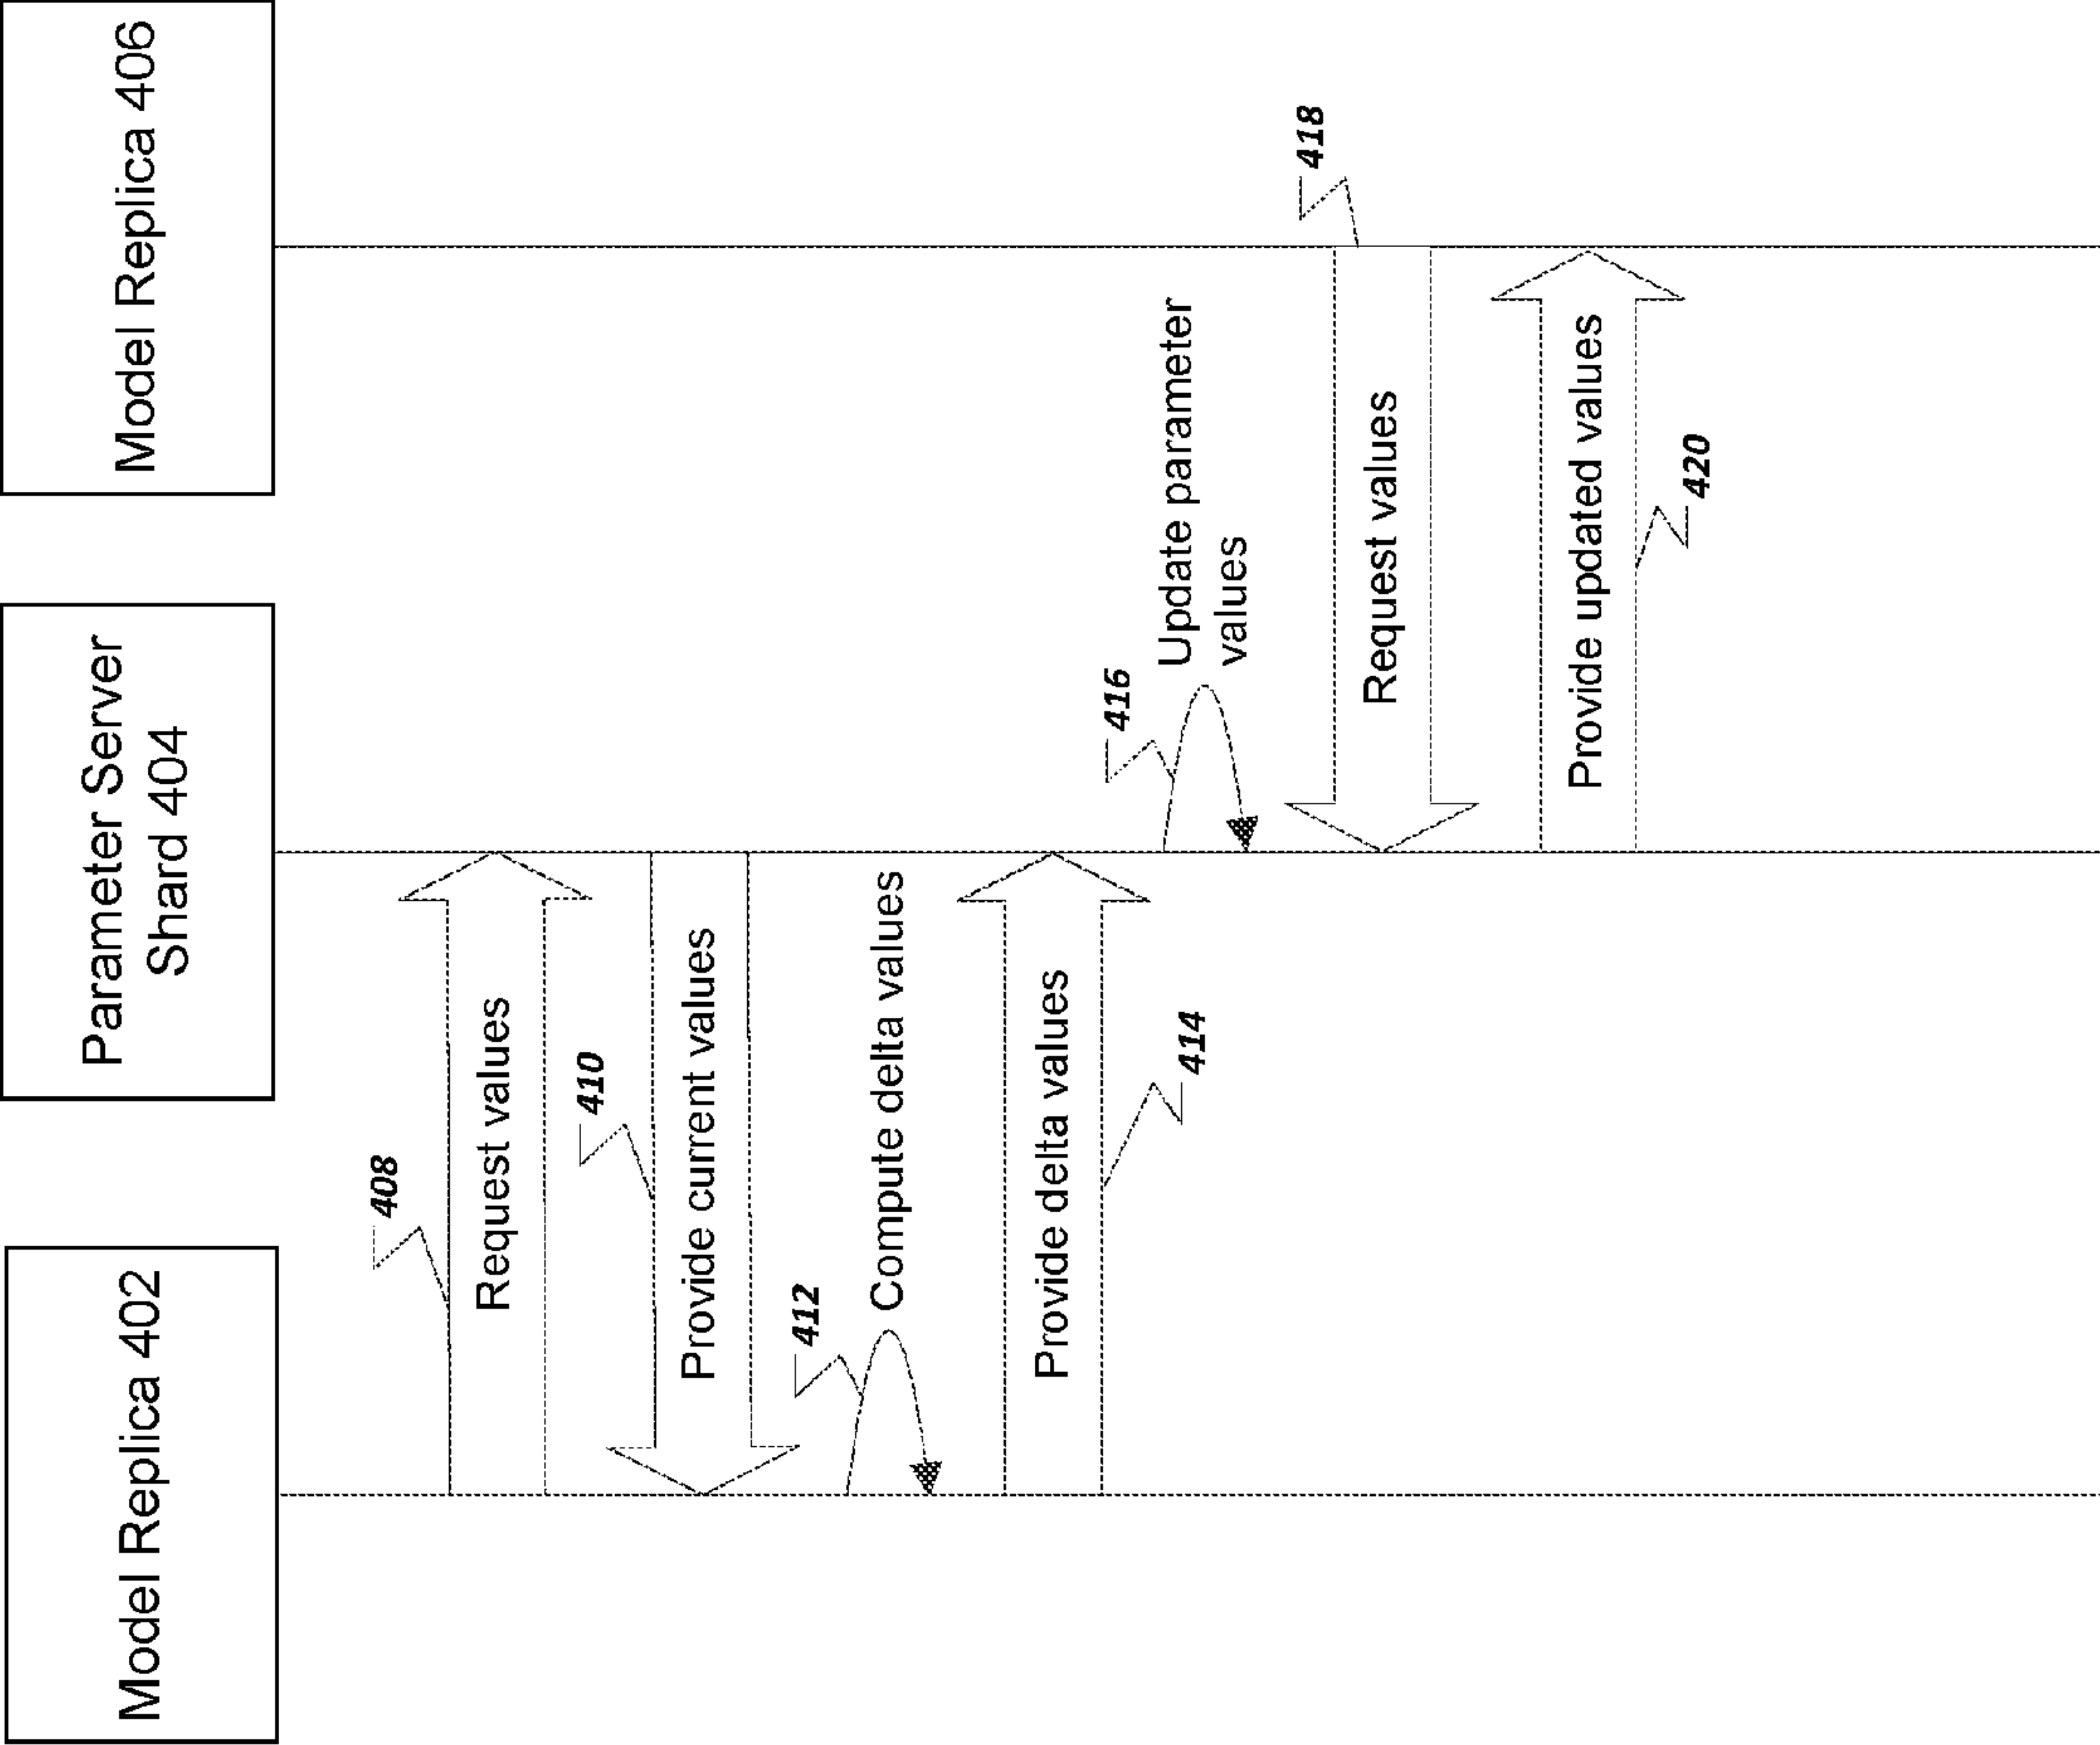 Model Replica 402
Parameter Server
Shard 404
Model Replica 406
408
Request values
410
Provide current values
412
Compute delta values
Provide delta values
414
416
Update parameter
values
418
Request values
Provide updated values
420